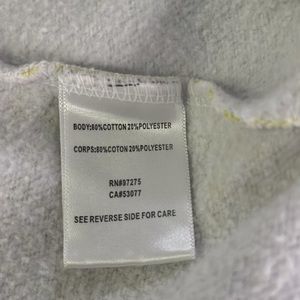 BODY:80%COTTON 20%POLYESTER
CORPS:80%COTON 20%POLYESTER
RN#97275
CA#53077
SEE REVERSE SIDE FOR CARE